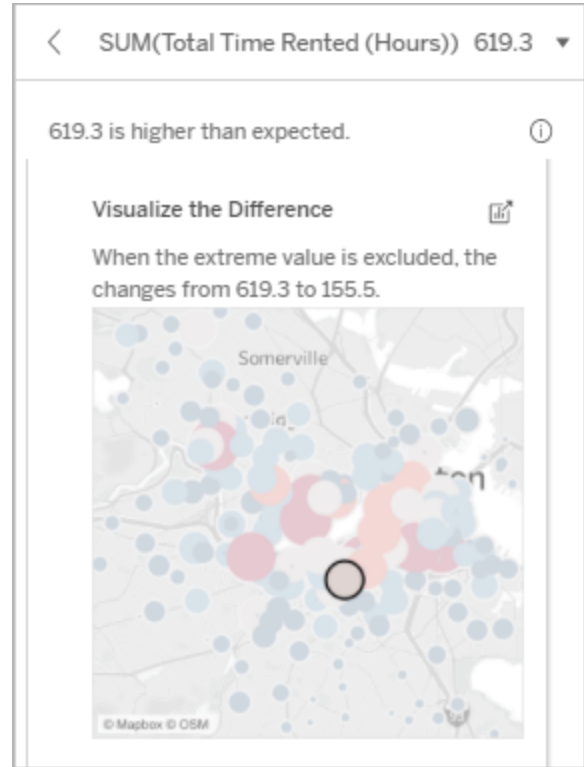 SUM(Total Time Rented (Hours)) 619.3
619.3 is higher than expected.
Visualize the Difference
When the extreme value is excluded, the
changes from 619.3 to 155.5.
Somerville
ton
© Mapbox © OSM